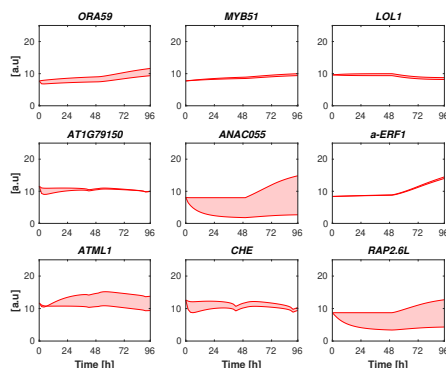 ORA59 MYB51 LOL1
20
10
0
[a.u]
0 24 48 72 96 0 24 48 72 96 0 24 48 72 96
AT1G79150 ANAC055 a-ERF1
20
10
0
[a.u]
0 24 48 72 96 0 24 48 72 96 0 24 48 72 96
ATML1 CHE RAP2.6L
20
10
0
[a.u]
0 24 48 72 96 0 24 48 72 96 0 24 48 72 96
Time [h] Time [h] Time [h]